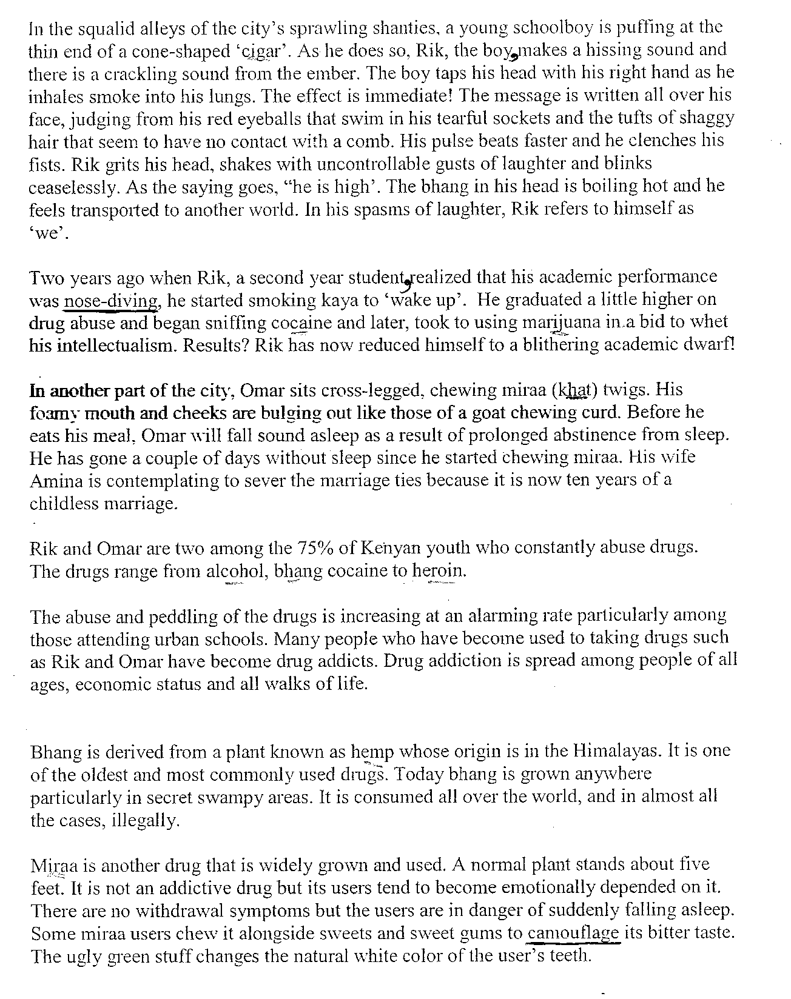 In the squalid alleys of the city's sprawling shanties, a young schoolboy is puffing at the
thin end of a cone-shaped ‘cigar’. As he does so, Rik, the boy,makes a hissing sound and
there is a crackling sound from the ember. The boy taps his head with his right hand as he
inhales smoke into his lungs. The effect is immediate! The message is written all over his
face, judging from his red eyeballs that swim in his tearful sockets and the tufts of shaggy
hair that seem to have no contact with a comb. His pulse beats faster and he clenches his
fists. Rik grits his head, shakes with uncontrollable gusts of laughter and blinks
ceaselessly. As the saying goes, “he is high’. The bhang in his head is boiling hot and he
feels transported to another world. In his spasms of laughter, Rik refers to himself as
‘we’.
Two years ago when Rik, a second year student,realized that his academic performance
was nose-diving, he started smoking kaya to ‘wake up’. He graduated a little higher on
drug abuse and began sniffing cocaine and later, took to using marijuana in a bid to whet
his intellectualism. Results? Rik has now reduced himself to a blithering academic dwarf!
In another part of the city, Omar sits cross-legged, chewing miraa (khat) twigs. His
foamy mouth and cheeks are bulging out like those of a goat chewing curd. Before he
eats his meal, Omar will fall sound asleep as a result of prolonged abstinence from sleep.
He has gone a couple of days without sleep since he started chewing miraa. His wife
Amina is contemplating to sever the marriage ties because it is now ten years of a
childless marriage.
Rik and Omar are two among the 75% of Kenyan youth who constantly abuse drugs.
The drugs range from alcohol, bhang cocaine to heroin.
The abuse and peddling of the drugs is increasing at an alarming rate particularly among
those attending urban schools. Many people who have become used to taking drugs such
as Rik and Omar have become drug addicts. Drug addiction is spread among people of all
ages, economic status and all walks of life.
Bhang is derived from a plant known as hemp whose origin is in the Himalayas. It is one
of the oldest and most commonly used drugs. Today bhang is grown anywhere
particularly in secret swampy areas. It is consumed all over the world, and in almost all
the cases, illegally.
Miraa is another drug that is widely grown and used. A normal plant stands about five
feet. It is not an addictive drug but its users tend to become emotionally depended on it.
There are no withdrawal symptoms but the users are in danger of suddenly falling asleep.
Some miraa users chew it alongside sweets and sweet gums to camouflage its bitter taste.
The ugly green stuff changes the natural white color of the user's teeth.